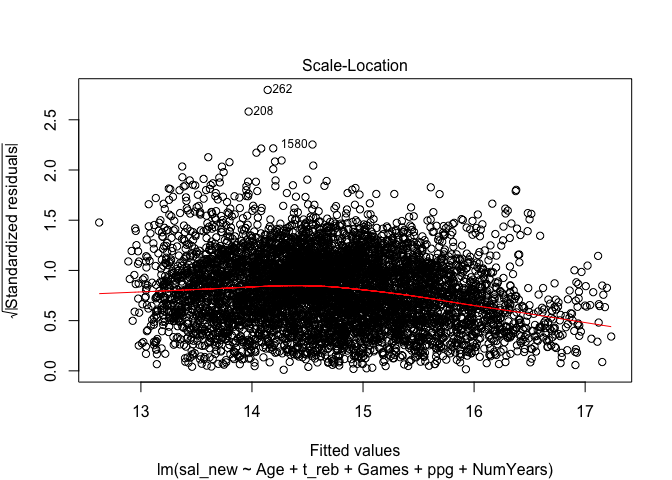 Scale-Location
√|Standardized residuals|
2.5
2.0
1.5
1.0
0.5
0.0
262
208
1580
13 14 15 16 17
Fitted values
lm(sal_new ~ Age + t_reb + Games + ppg + NumYears)